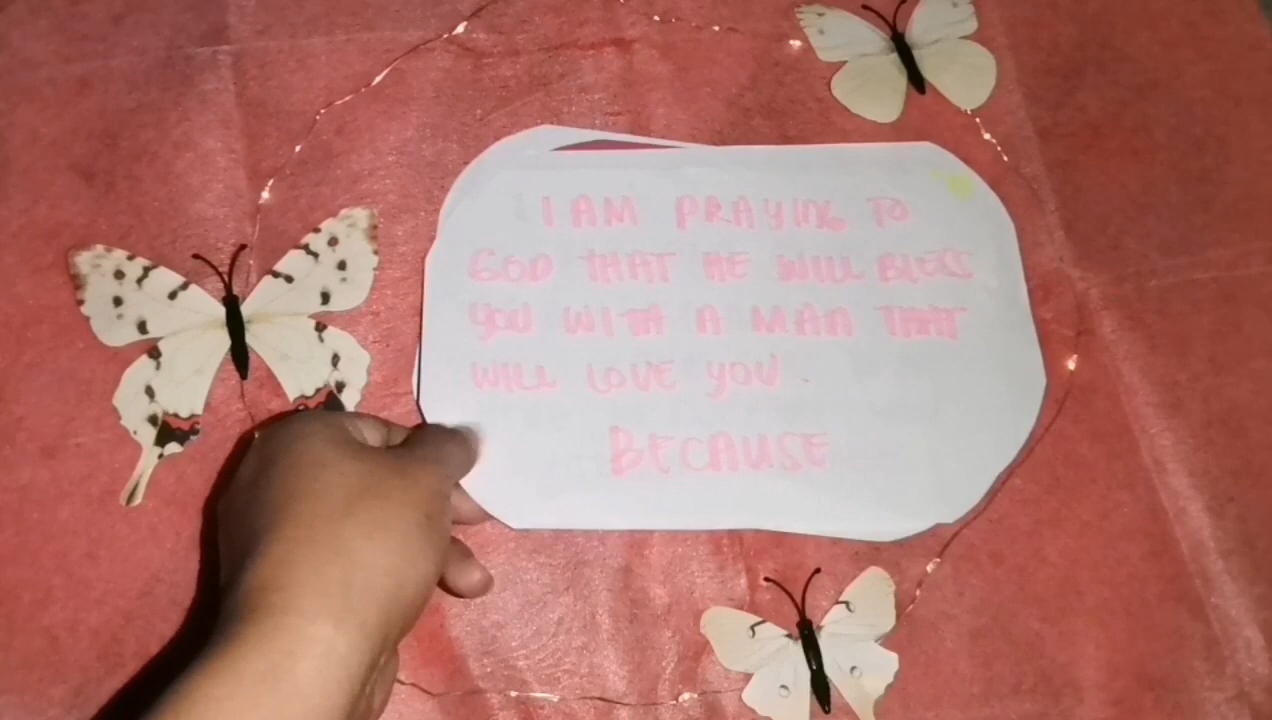 I AM PRAYING TO
GOD THAT HE WILL BLESS
YOU WITH A MAN THAT
WILL LOVE YOU.
BECAUSE